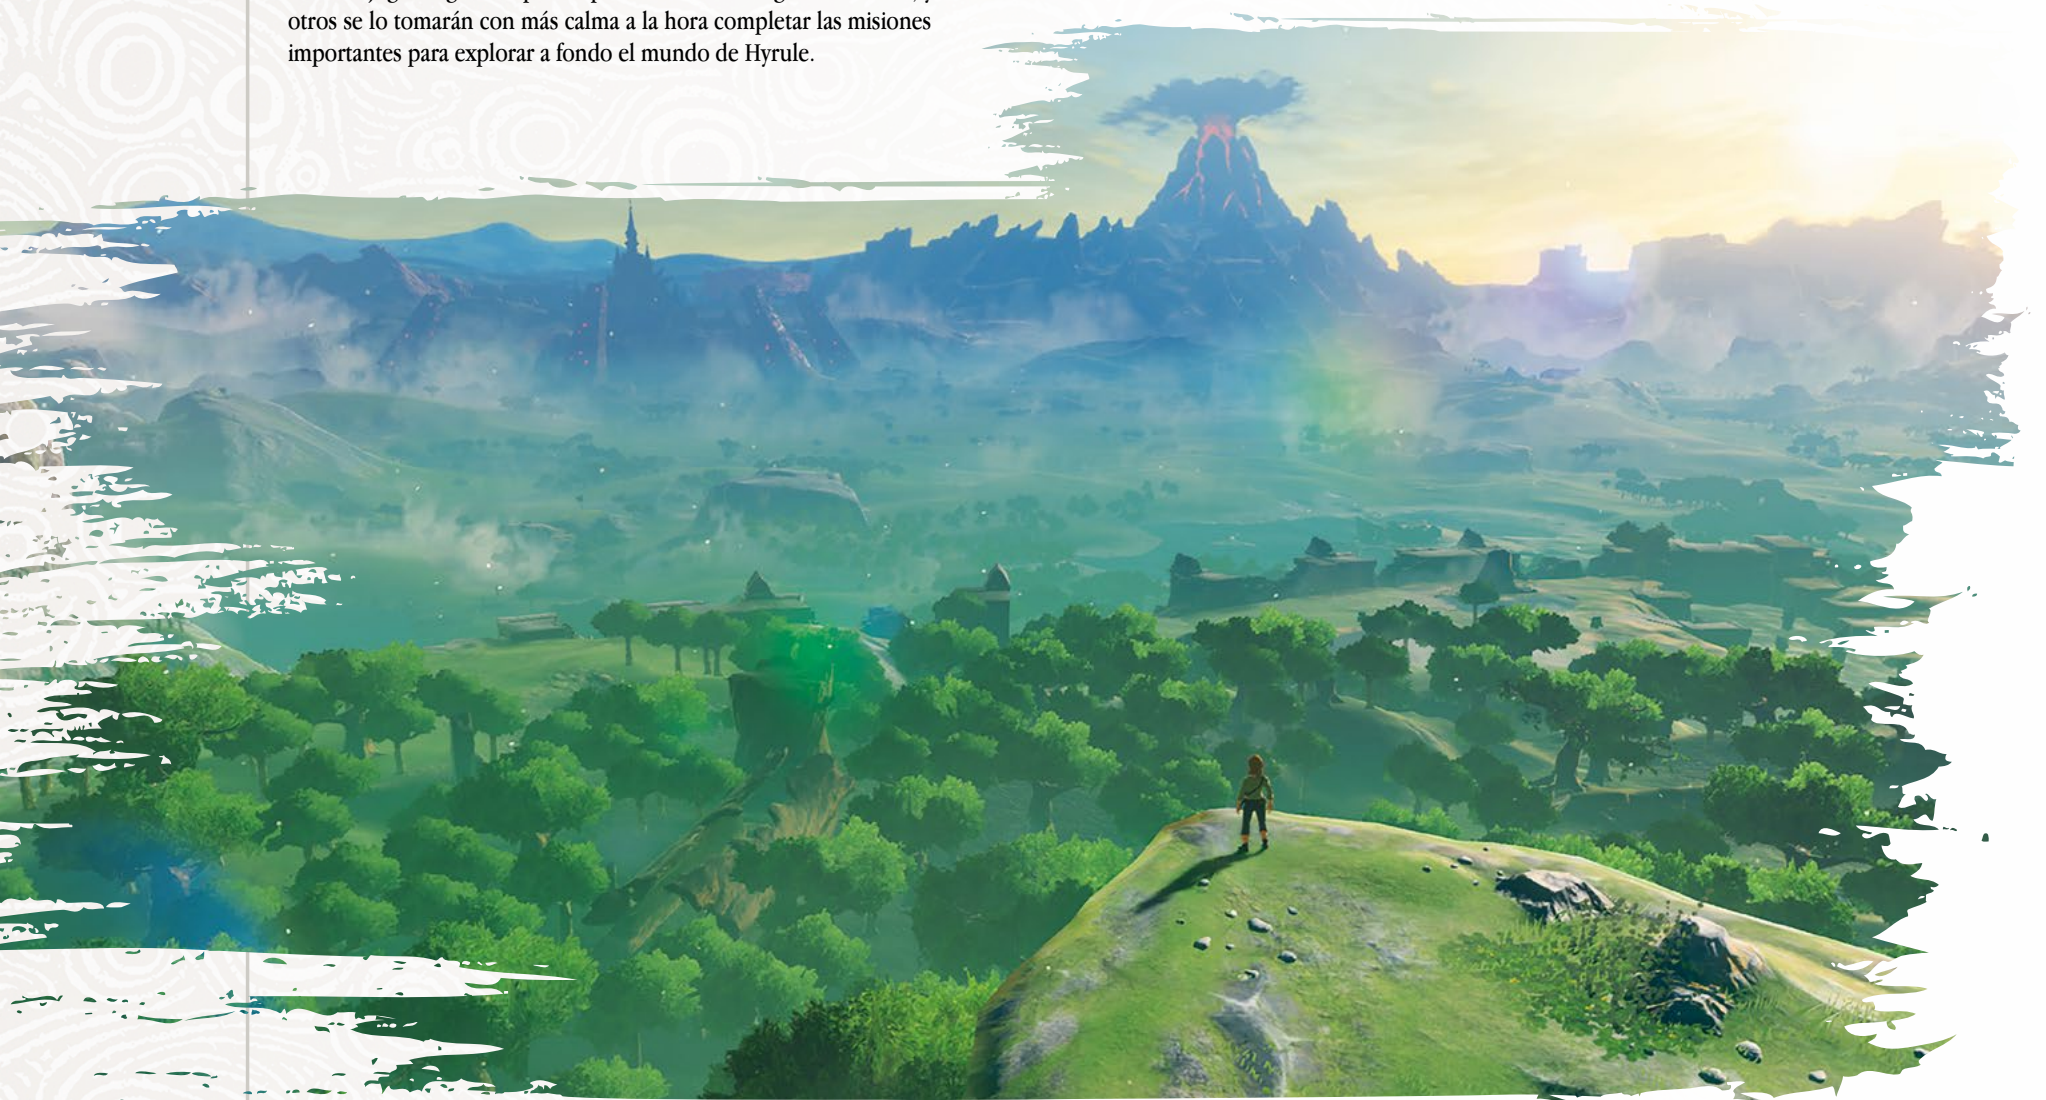 otros se lo tomarán con más calma a la hora completar las misiones
importantes para explorar a fondo el mundo de Hyrule.